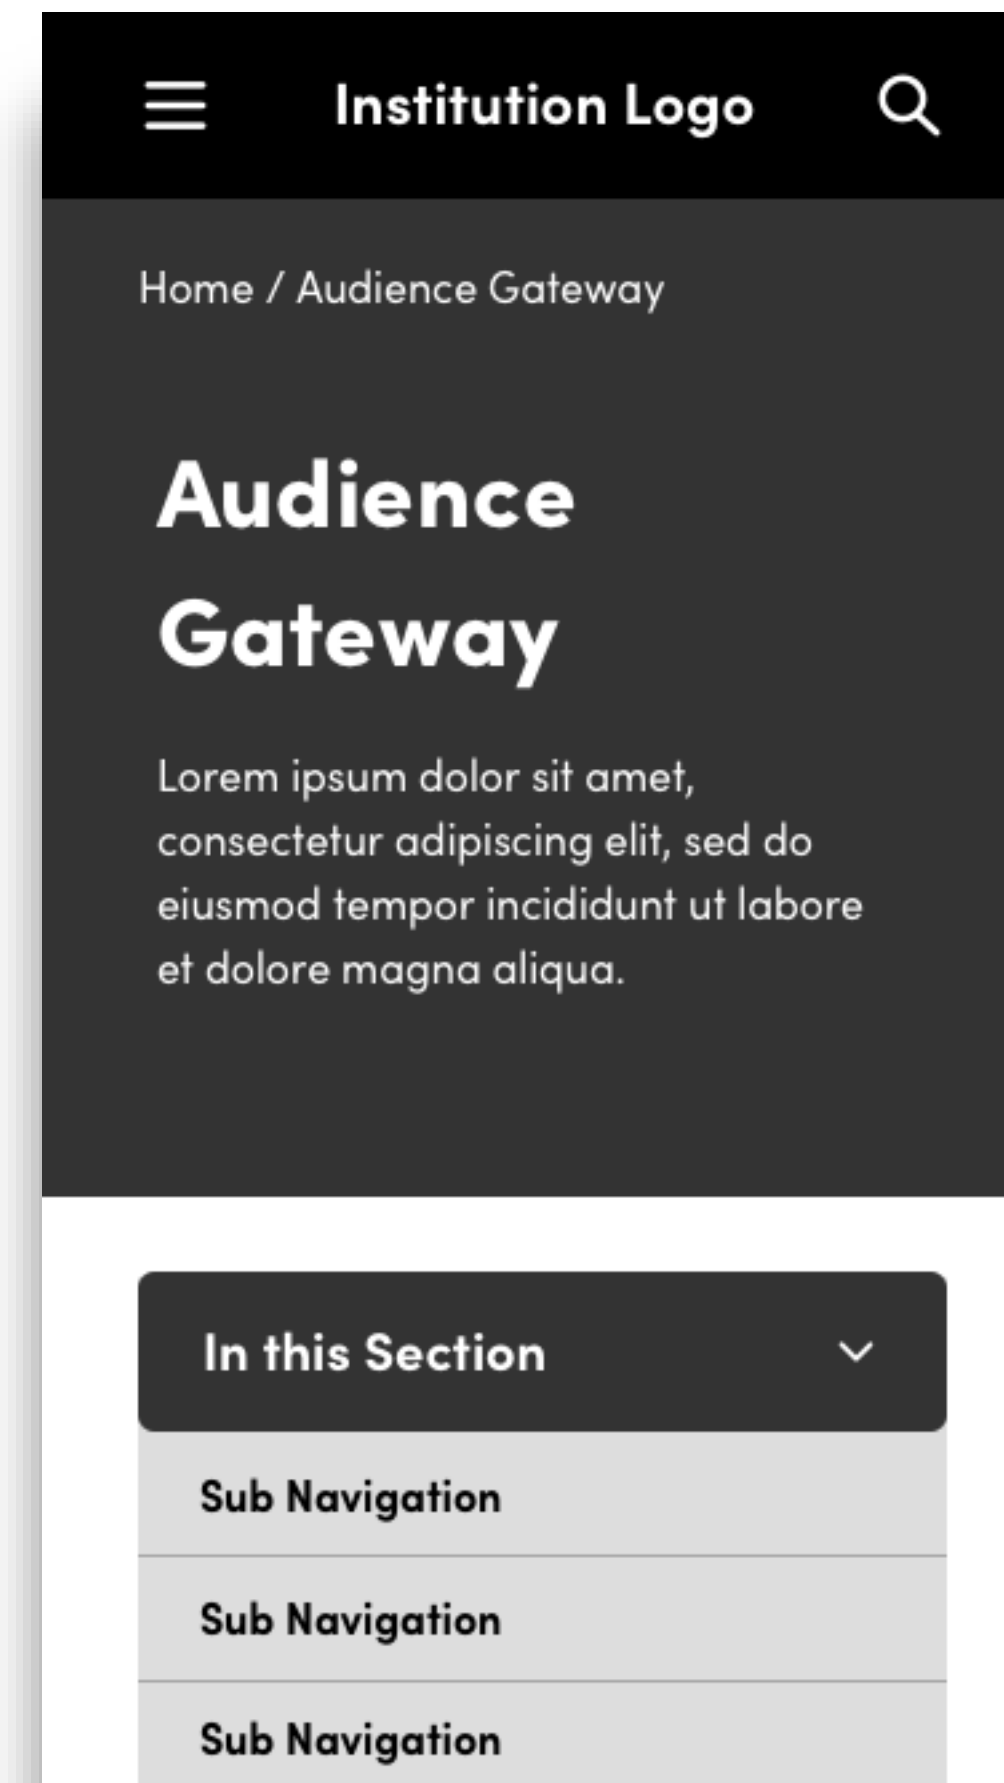 Institution Logo
Home / Audience Gateway
Audience
Gateway
Lorem ipsum dolor sit amet,
consectetur adipiscing elit, sed do
eiusmod tempor incididunt ut labore
et dolore magna aliqua.
In this Section
Sub Navigation
Sub Navigation
Sub Navigation